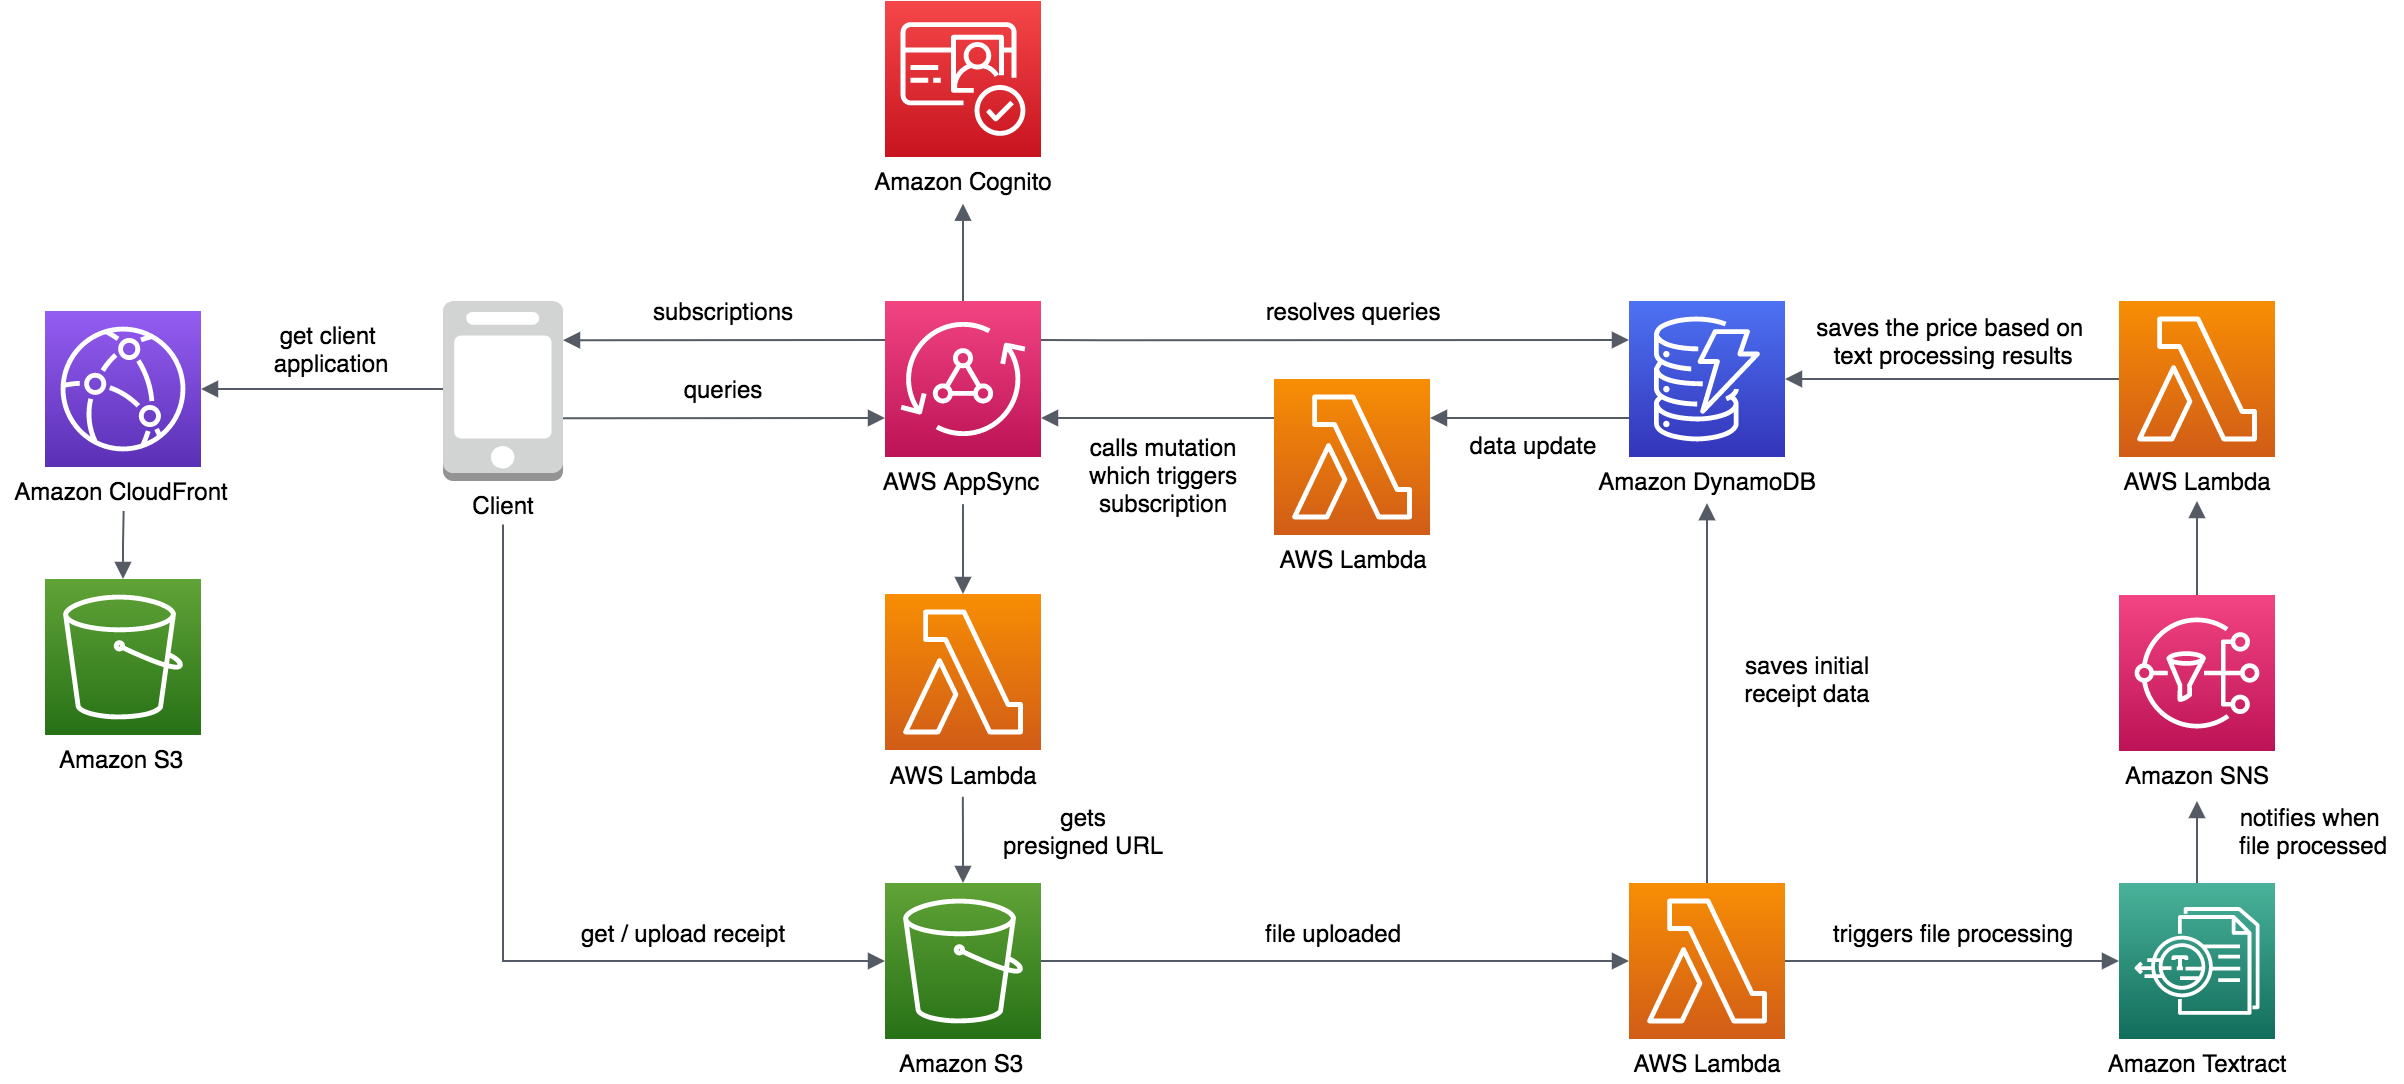 Amazon Cognito
subscriptions
resolves queries
get client
application
saves the price based on
text processing results
queries
calls mutation
which triggers
subscription
data update
Amazon CloudFront
Client
AWS AppSync
AWS Lambda
Amazon DynamoDB
AWS Lambda
saves initial
receipt data
Amazon S3
AWS Lambda
Amazon SNS
gets
presigned URL
notifies when
file processed
get / upload receipt
file uploaded
triggers file processing
Amazon S3
AWS Lambda
Amazon Textract